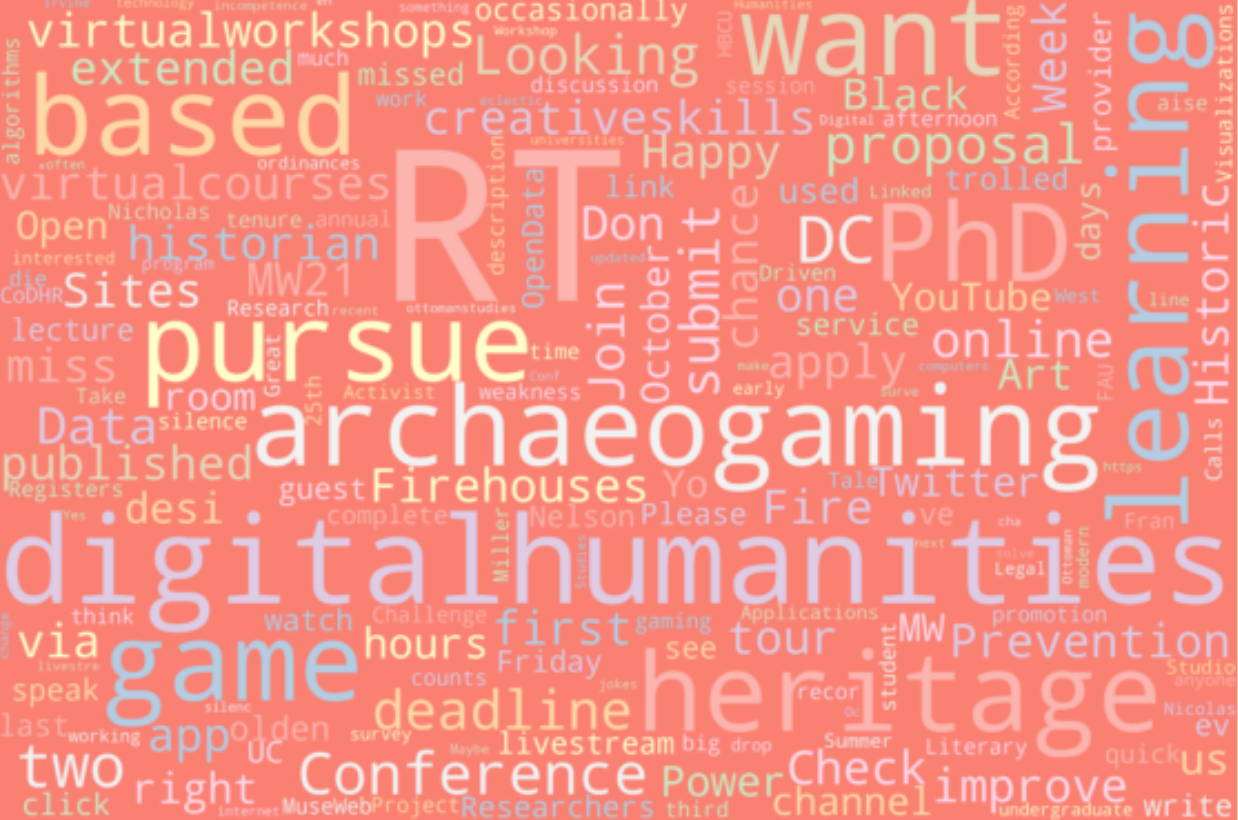 Irvine technology incompetence en something occasionally Humanities
virtualworkshops Looking Workshop HBCU want According Week provider learning Visualizations
algorithms extended much missed discussion session Black aise
based work eclectic creativeskills Digital afternoon
often ordinances universities Happy proposal
virtualcourses RT description OpenData link chance used Linked trolled days Historic
Open Nicholas tenure annual Don submit DC PhD
interested historian updated October Driven
die program MW21
CoDHR Sites Research recent ottomanstudies Join one YouTube West line
lecture pursue Great time service online
miss Conf make apply computers Art FAU
Take room 25th Activist weakness early surve
Data silence archaeogaming Calls
published https
Registers guest Firehouses Yo Tale Twitter
desi complete Miller Nelson Please Fire ve cha Fran
Yes digitalhumanities Studies next solve Legal Ottoman modern
change think watch Challenge first gaming Applications promotion
via game hours Friday see tour student MW Prevention
livestre counts jokes heritage Studio
speak silenc deadline recor Oc anyone
last working app olden survey livestream big drop Summer Literary Nicolas ev
two UC Maybe quick us
right Conference Power Check improve
click internet MuseWeb Project Researchers third channel undergraduate write